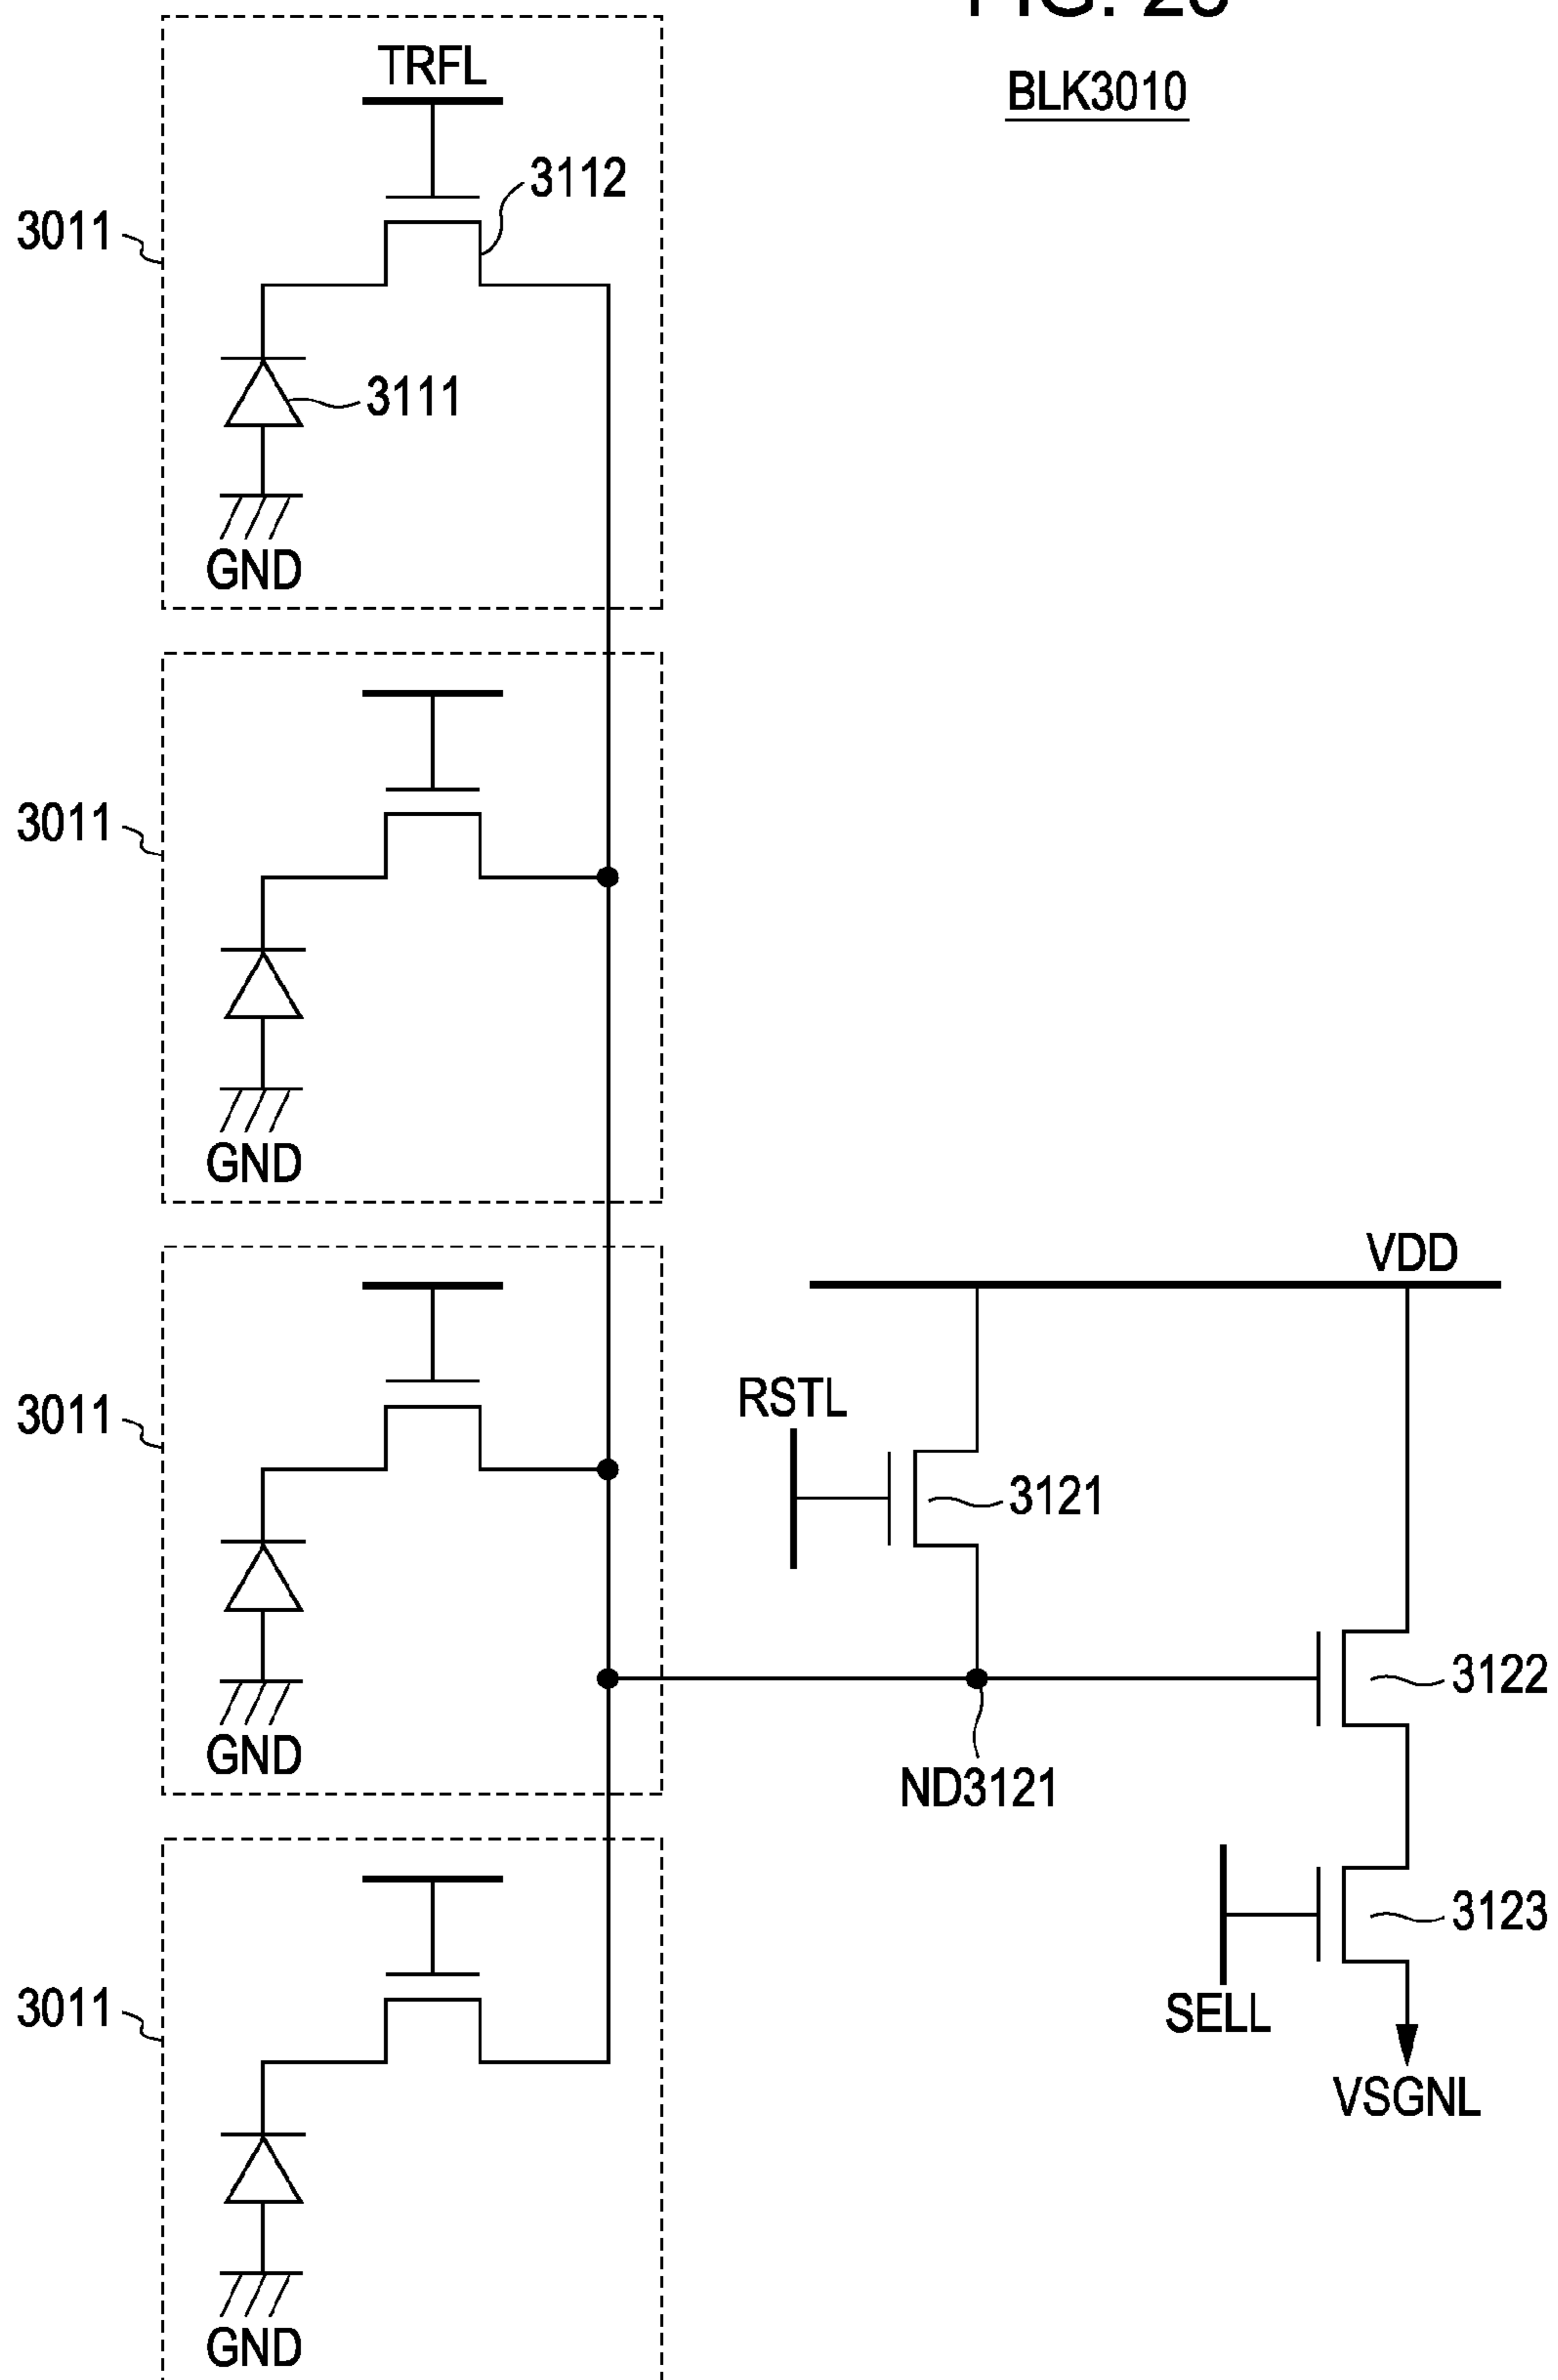 FIG.
BLK3010
TRFL
3112
3011
3111
GND
3011
GND
VDD
RSTL
3011
3121
3122
GND
ND3121
3123
3011
SELL
VSGNL
GND